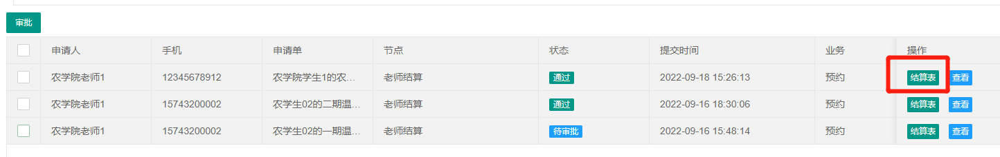 审批
申请人 手机 申请单 节点 状态 提交时间 业务 操作
农学院老师1 12345678912 农学院学生1的农... 老师结算 通过 2022-09-18 15:26:13 预约 结算表 查看
农学院老师1 15743200002 农学生02的二期温... 老师结算 通过 2022-09-16 18:30:06 预约 结算表 查看
农学院老师1 15743200002 农学生02的一期温... 老师结算 待审批 2022-09-16 15:48:14 预约 结算表 查看